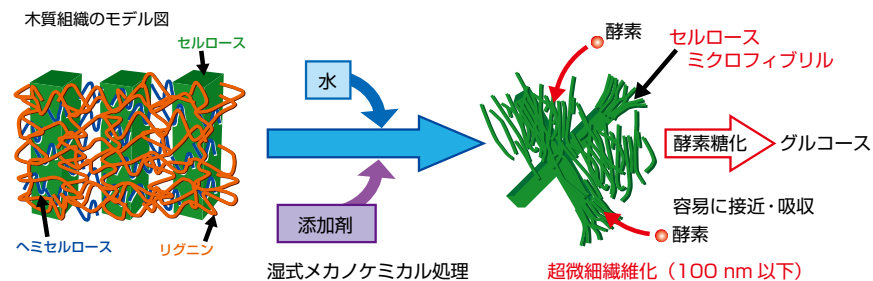 木質組織のモデル図
セルロース
ヘミセルロース
リグニン
水
添加剤
湿式メカノケミカル処理
酵素
セルロース
ミクロフィブリル
酵素糖化
グルコース
容易に接近・吸収
酵素
超微細繊維化（100 nm 以下）